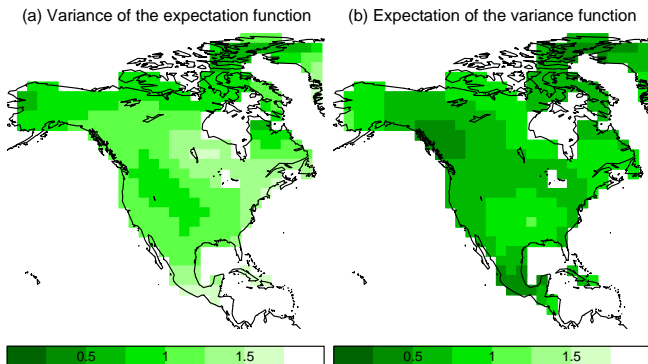 (a) Variance of the expectation function
(b) Expectation of the variance function
0.5 1 1.5
0.5 1 1.5